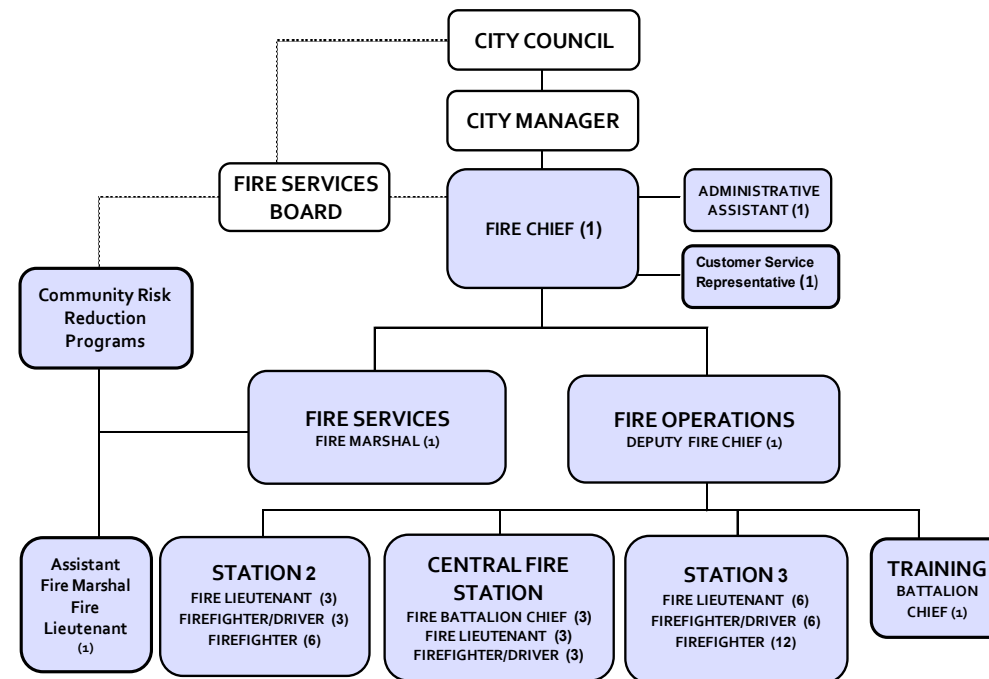 CITY COUNCIL
CITY MANAGER
FIRE SERVICES
BOARD
FIRE CHIEF (1)
ADMINISTRATIVE
ASSISTANT (1)
Customer Service
Representative (1)
Community Risk
Reduction
Programs
FIRE SERVICES
FIRE MARSHAL (1)
FIRE OPERATIONS
DEPUTY FIRE CHIEF (1)
Assistant
Fire Marshal
Fire
Lieutenant
(1)
STATION 2
FIRE LIEUTENANT (3)
FIREFIGHTER/DRIVER (3)
FIREFIGHTER (6)
CENTRAL FIRE
STATION
FIRE BATTALION CHIEF (3)
FIRE LIEUTENANT (3)
FIREFIGHTER/DRIVER (3)
STATION 3
FIRE LIEUTENANT (6)
FIREFIGHTER/DRIVER (6)
FIREFIGHTER (12)
TRAINING
BATTALION
CHIEF (1)